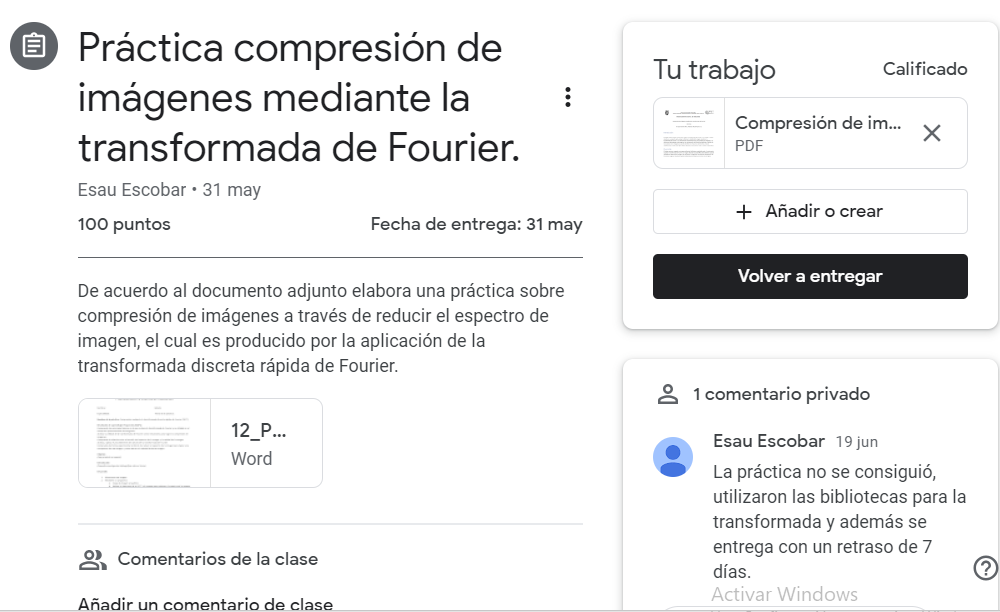 Práctica compresión de
imágenes mediante la
transformada de Fourier.
Esau Escobar • 31 may
100 puntos
Fecha de entrega: 31 may
De acuerdo al documento adjunto elabora una práctica sobre
compresión de imágenes a través de reducir el espectro de
imagen, el cual es producido por la aplicación de la
transformada discreta rápida de Fourier.
12_P...
Word
Comentarios de la clase
Añadir un comentario de clase
Tu trabajo
Calificado
Compresión de im...
PDF
Añadir o crear
Volver a entregar
1 comentario privado
Esau Escobar 19 jun
La práctica no se consiguió,
utilizaron las bibliotecas para la
transformada y además se
entrega con un retraso de 7
días.
Activar Windows